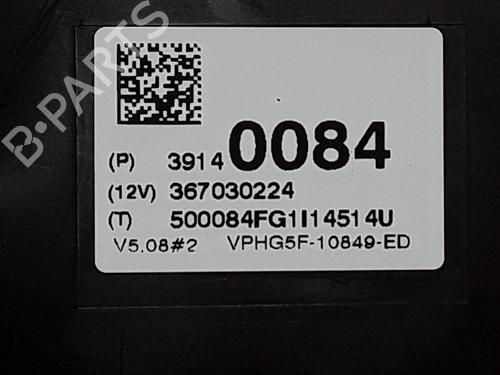 B-PARTS
(P) 3914 0084
(12V) 367030224
(T) 500084FG1I14514U
V5.08#2 VPHG5F-10849-ED